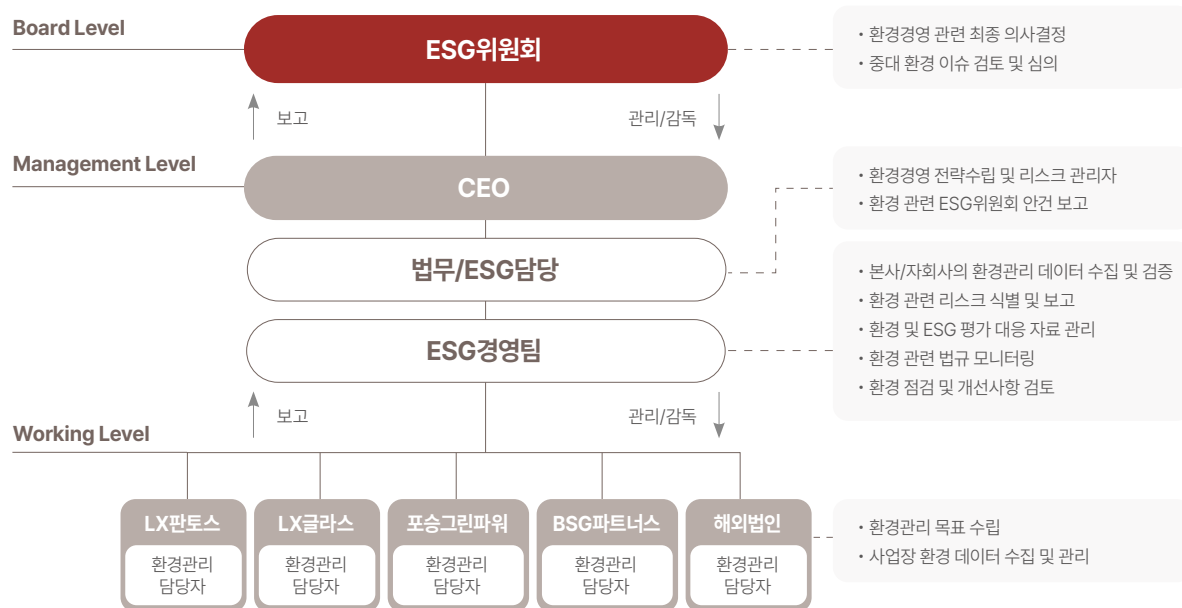 Board Level
ESG위원회
• 환경경영 관련 최종 의사결정
• 중대 환경 이슈 검토 및 심의
보고
관리/감독
Management Level
CEO
• 환경경영 전략수립 및 리스크 관리자
• 환경 관련 ESG위원회 안건 보고
법무/ESG담당
ESG경영팀
• 본사/자회사의 환경관리 데이터 수집 및 검증
• 환경 관련 리스크 식별 및 보고
• 환경 및 ESG 평가 대응 자료 관리
• 환경 관련 법규 모니터링
• 환경 점검 및 개선사항 검토
보고
관리/감독
Working Level
LX판토스
환경관리
담당자
LX글라스
환경관리
담당자
포승그린파워
환경관리
담당자
BSG파트너스
환경관리
담당자
해외법인
환경관리
담당자
• 환경관리 목표 수립
• 사업장 환경 데이터 수집 및 관리